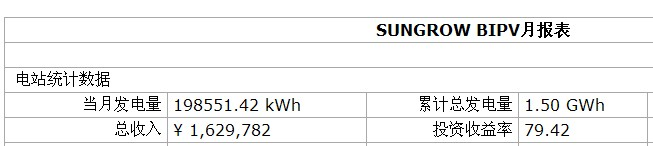 SUNGROW BIPV月报表
电站统计数据
当月发电量 198551.42 kWh 累计总发电量 1.50 GWh
总收入 ¥ 1,629,782 投资收益率 79.42